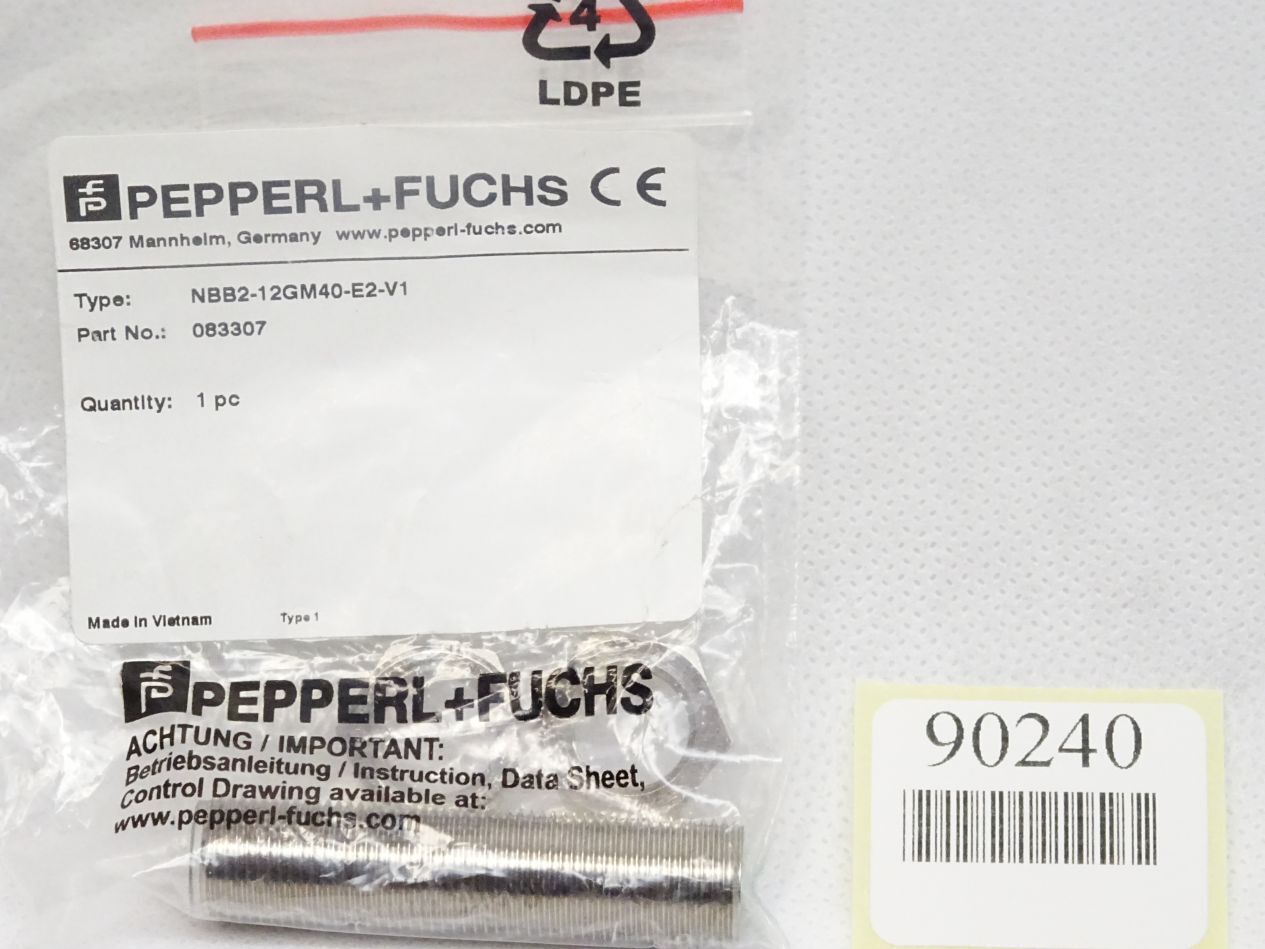 4
LDPE
PEPPERL+FUCHS CE
68307 Mannheim, Germany www.pepperl-fuchs.com
Type: NBB2-12GM40-E2-V1
Part No.: 083307
Quantity: 1 pc
Made in Vietnam Type 1
PEPPERL+FUCHS
ACHTUNG / IMPORTANT:
Betriebsanleitung / Instruction, Data Sheet,
Control Drawing available at:
www.pepperl-fuchs.com
90240